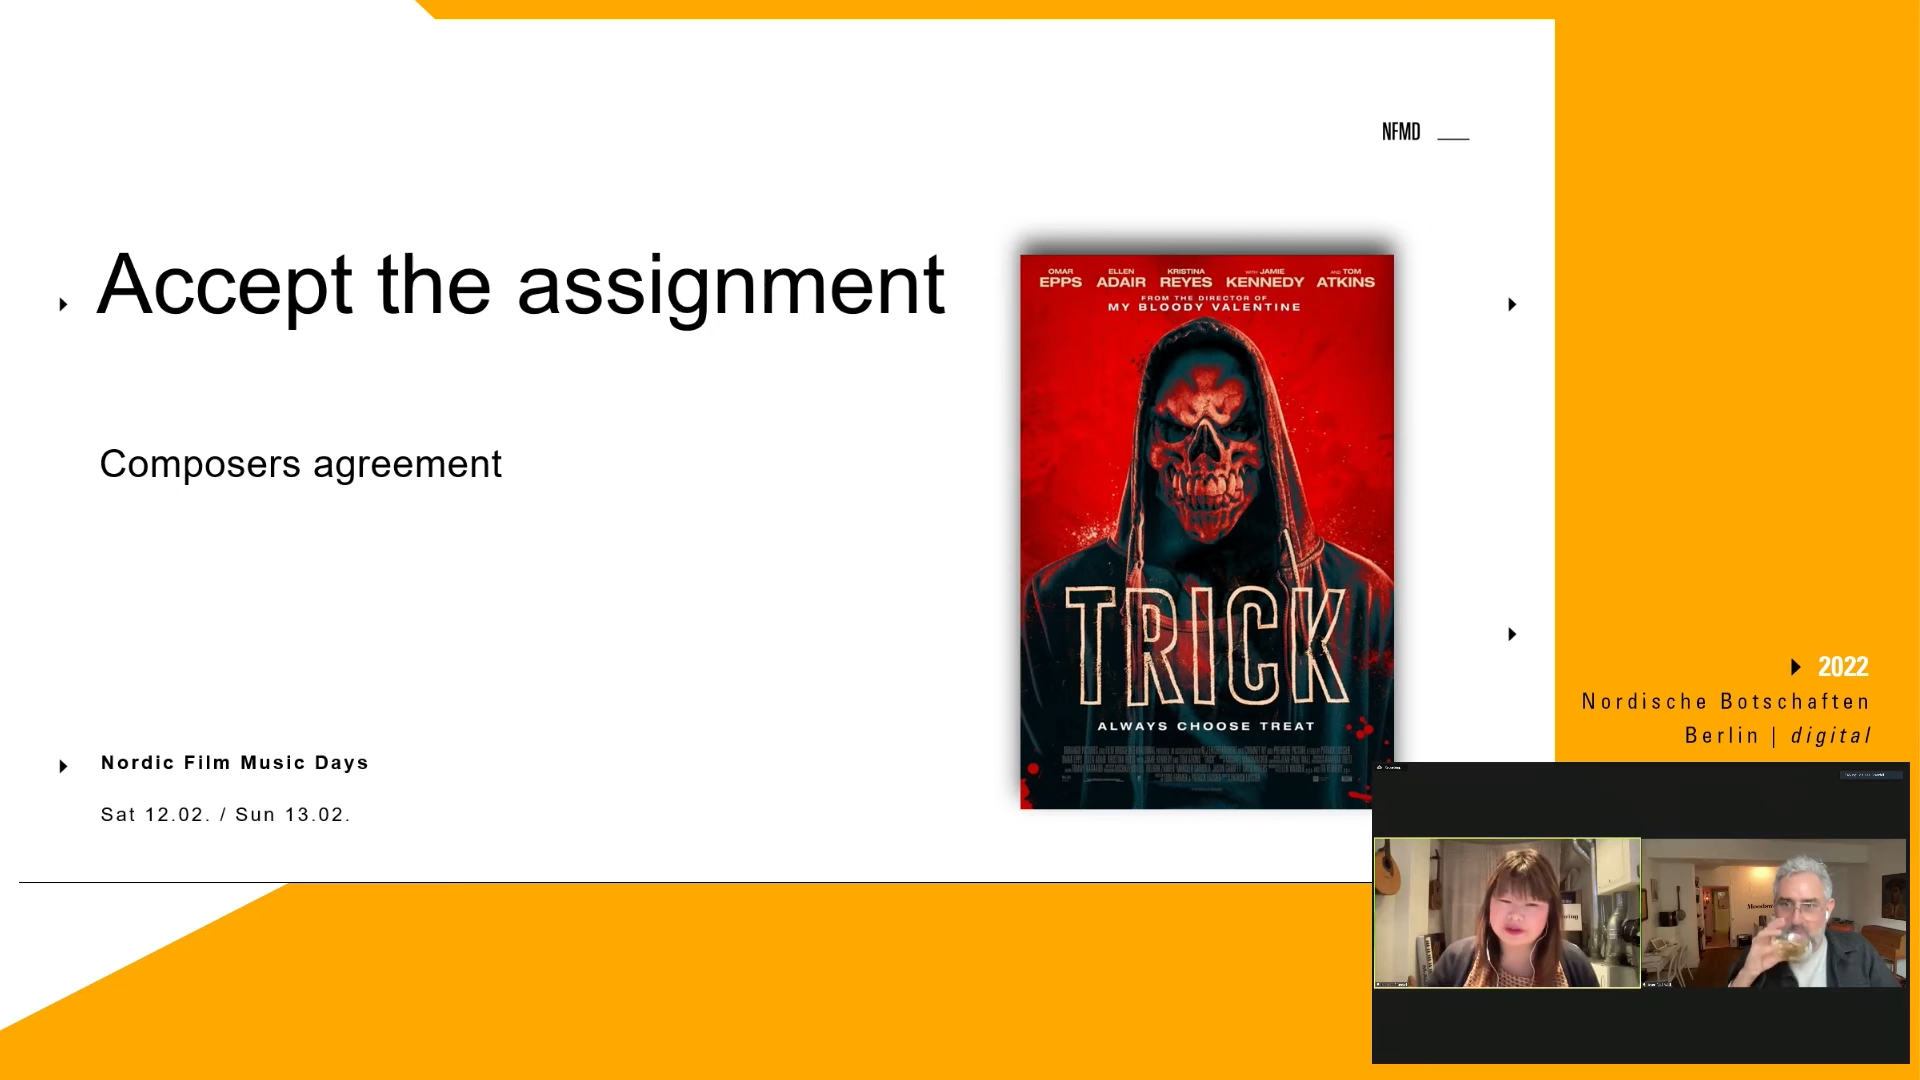 NFMD
Accept the assignment
Composers agreement
OMAR EPPS ELLEN ADAIR KRISTINA REYES WITH JAMIE KENNEDY AND TOM ATKINS
FROM THE DIRECTOR OF
MY BLOODY VALENTINE
TRICK
ALWAYS CHOOSE TREAT
Nordic Film Music Days
Sat 12.02. / Sun 13.02.
2022
Nordische Botschaften
Berlin | digital